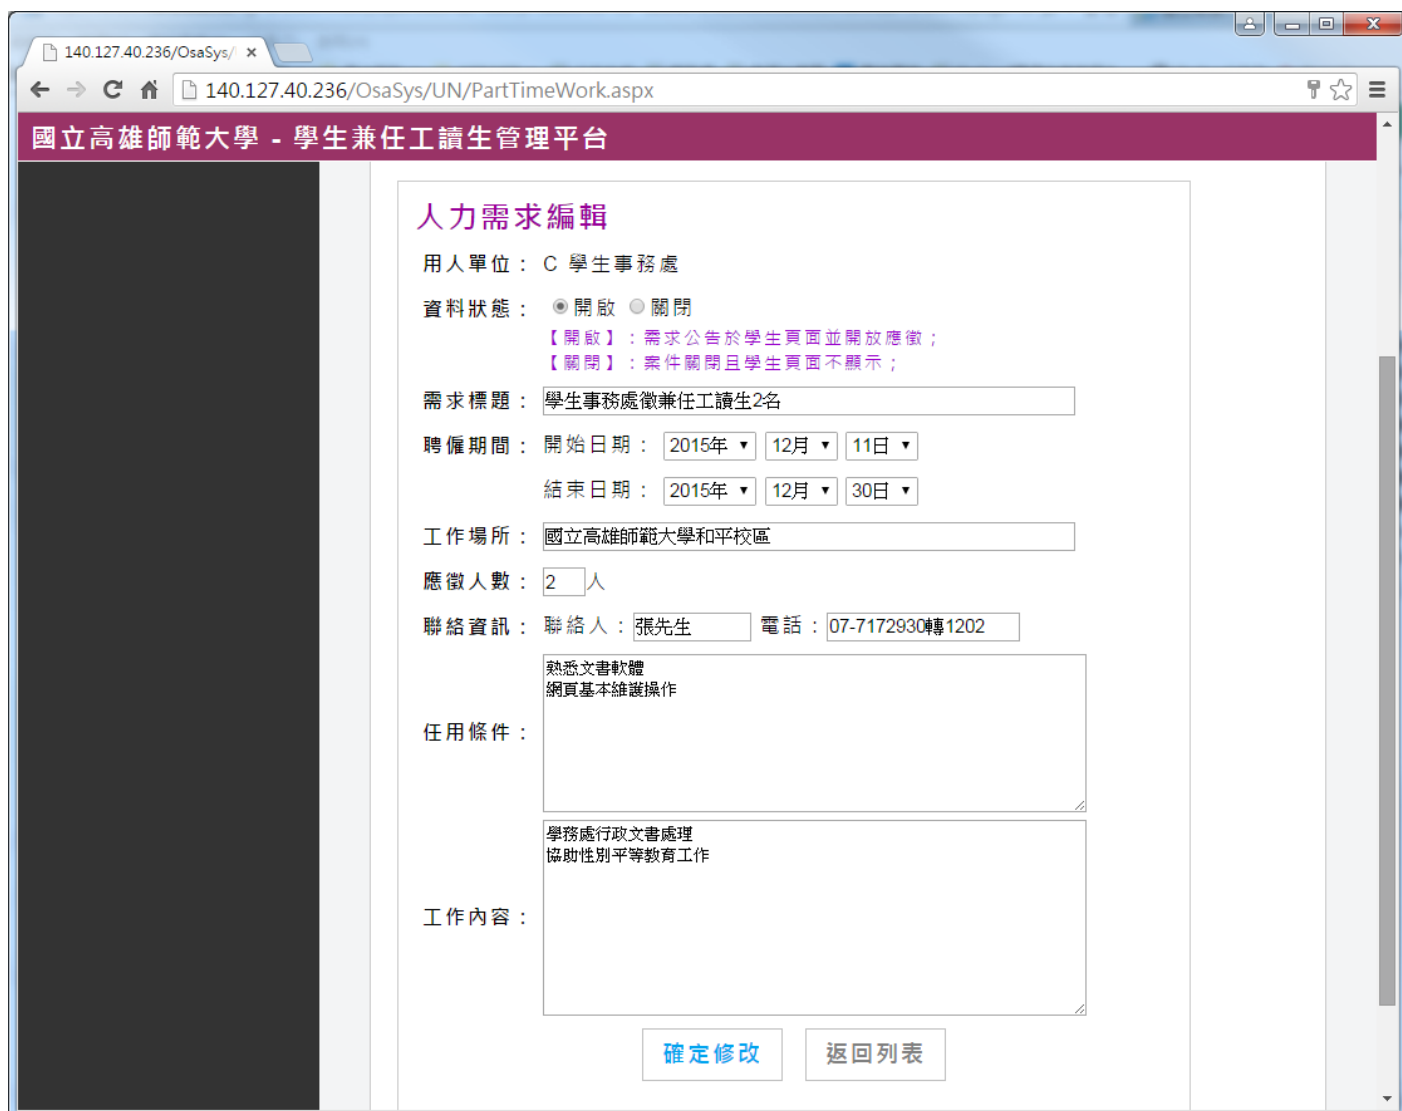 140.127.40.236/OsaSys/
140.127.40.236/OsaSys/UN/PartTimeWork.aspx
國立高雄師範大學 - 學生兼任工讀生管理平台
人力需求編輯
用人單位： C 學生事務處
資料狀態： 開啟 關閉
【開啟】：需求公告於學生頁面並開放應徵；
【關閉】：案件關閉且學生頁面不顯示；
需求標題： 學生事務處徵兼任工讀生2名
聘僱期間： 開始日期： 2015年 12月 11日
結束日期： 2015年 12月 30日
工作場所： 國立高雄師範大學和平校區
應徵人數： 2 人
聯絡資訊： 聯絡人：張先生 電話：07-7172930轉1202
熟悉文書軟體
網頁基本維護操作
任用條件：
學務處行政文書處理
協助性別平等教育工作
工作內容：
確定修改 返回列表